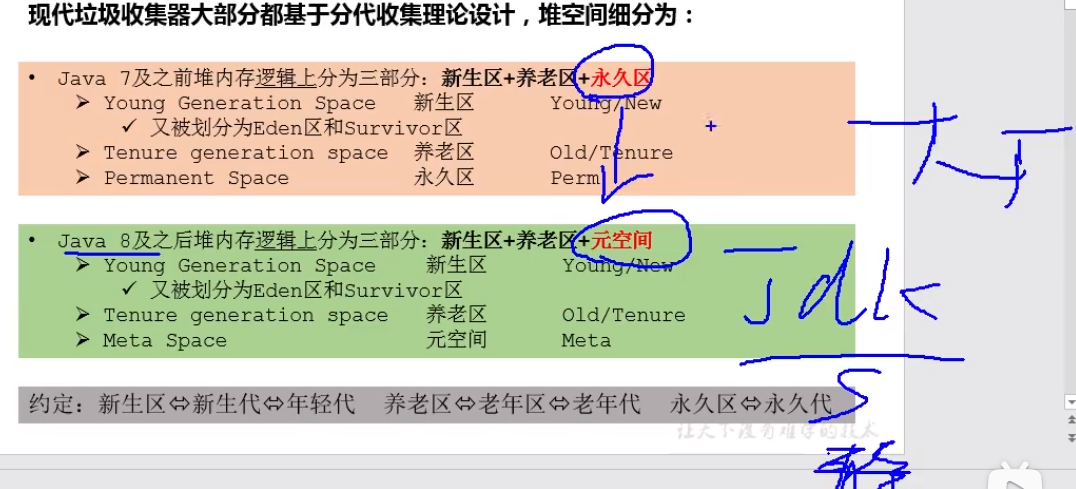 现代垃圾收集器大部分都基于分代收集理论设计，堆空间细分为：
• Java 7及之前堆内存逻辑上分为三部分：新生区+养老区+永久区
➢ Young Generation Space 新生区 Young/New
✓ 又被划分为Eden区和Survivor区
➢ Tenure generation space 养老区 Old/Tenure
➢ Permanent Space 永久区 Perm
• Java 8及之后堆内存逻辑上分为三部分：新生区+养老区+元空间
➢ Young Generation Space 新生区 Young/New
✓ 又被划分为Eden区和Survivor区
➢ Tenure generation space 养老区 Old/Tenure
➢ Meta Space 元空间 Meta
Jdk
约定：新生区⇔新生代⇔年轻代 养老区⇔老年区⇔老年代 永久区⇔永久代
5
让天下没有难学的技术